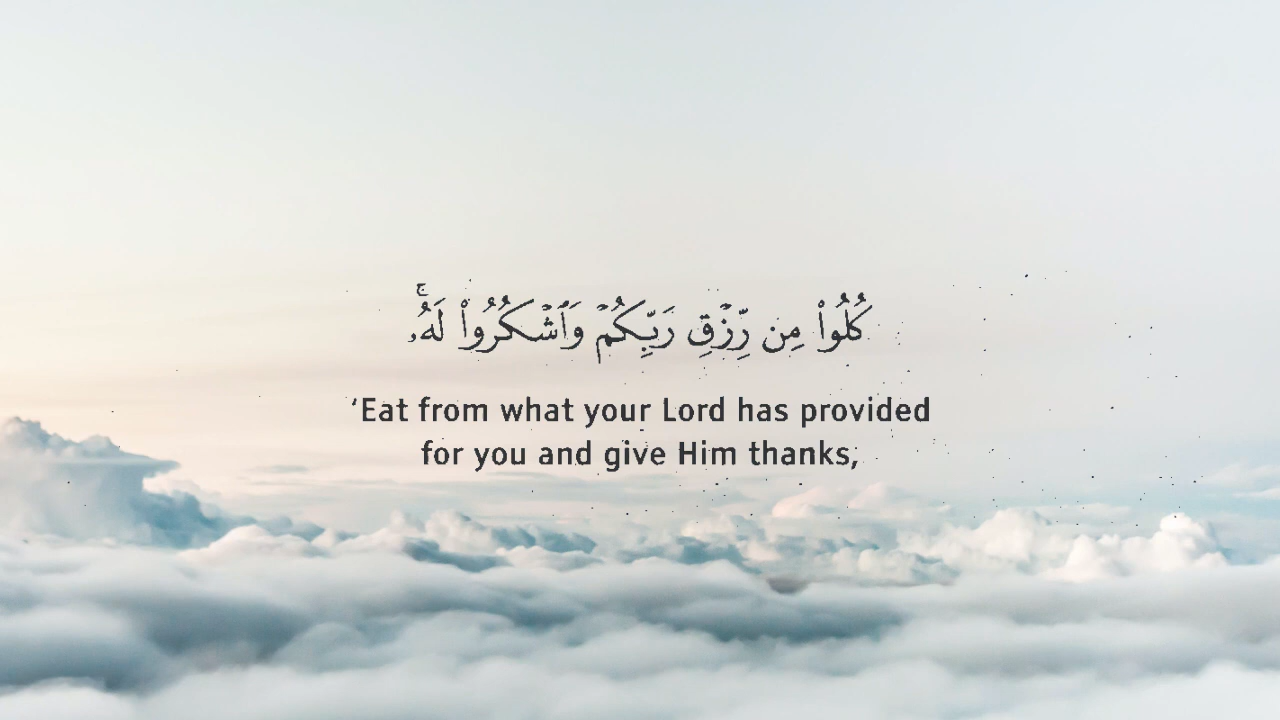 كُلُوا۟ مِن رِّزْقِ رَبِّكُمْ وَٱشْكُرُوا۟ لَهُۥۚ
‘Eat from what your Lord has provided
for you and give Him thanks;